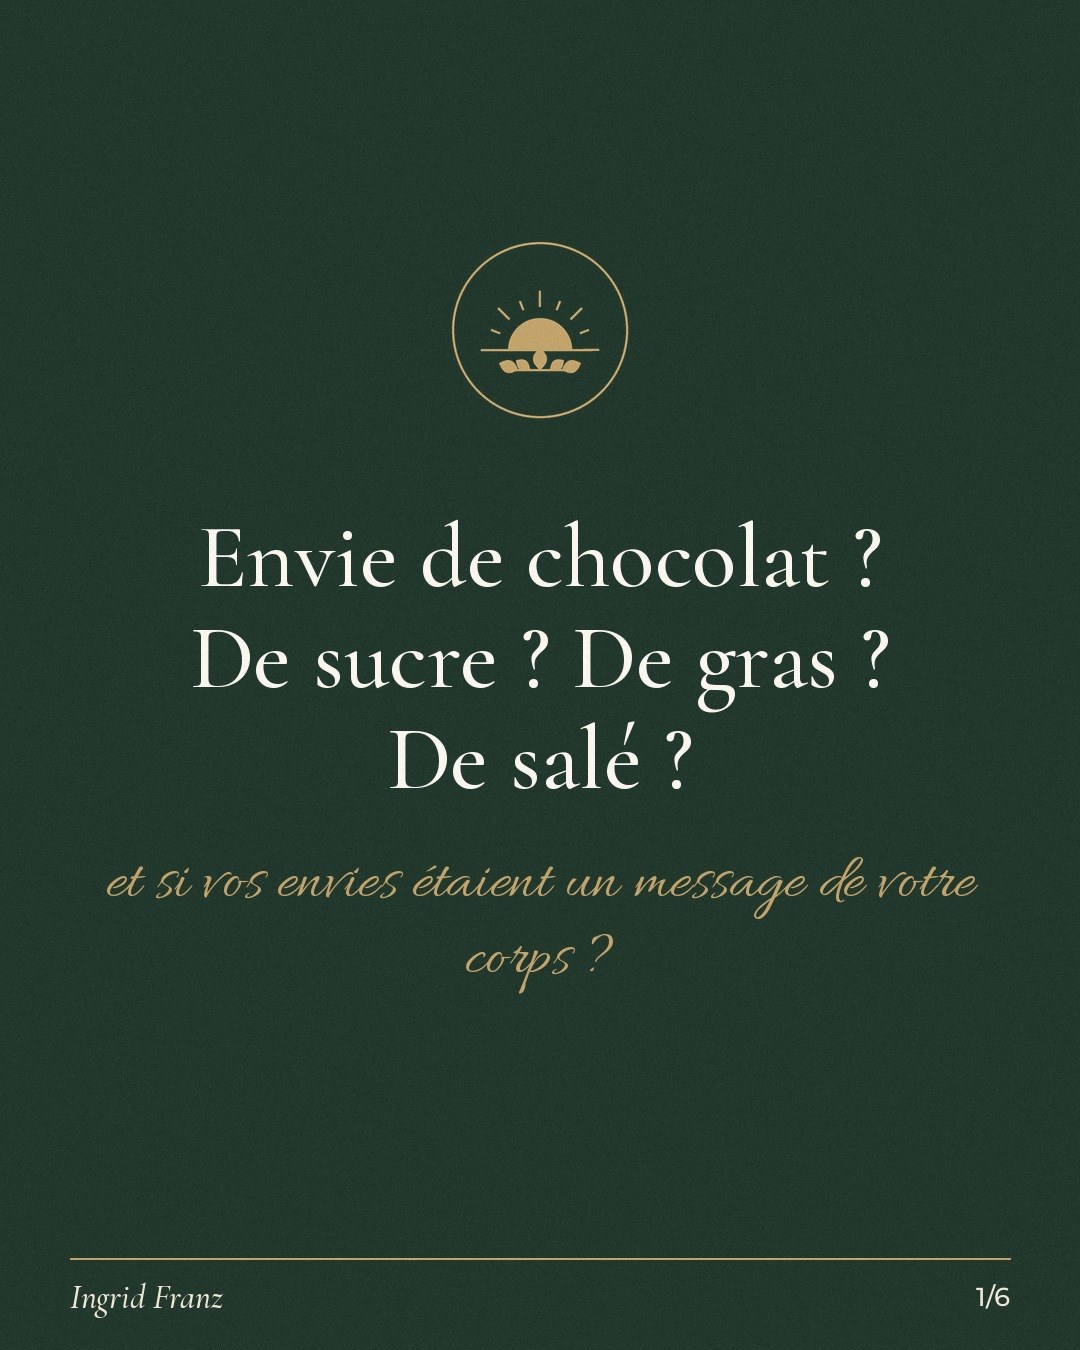 Envie de chocolat ?
De sucre ? De gras ?
De salé ?
et si vos envies étaient un message de votre
corps ?
Ingrid Franz
1/6